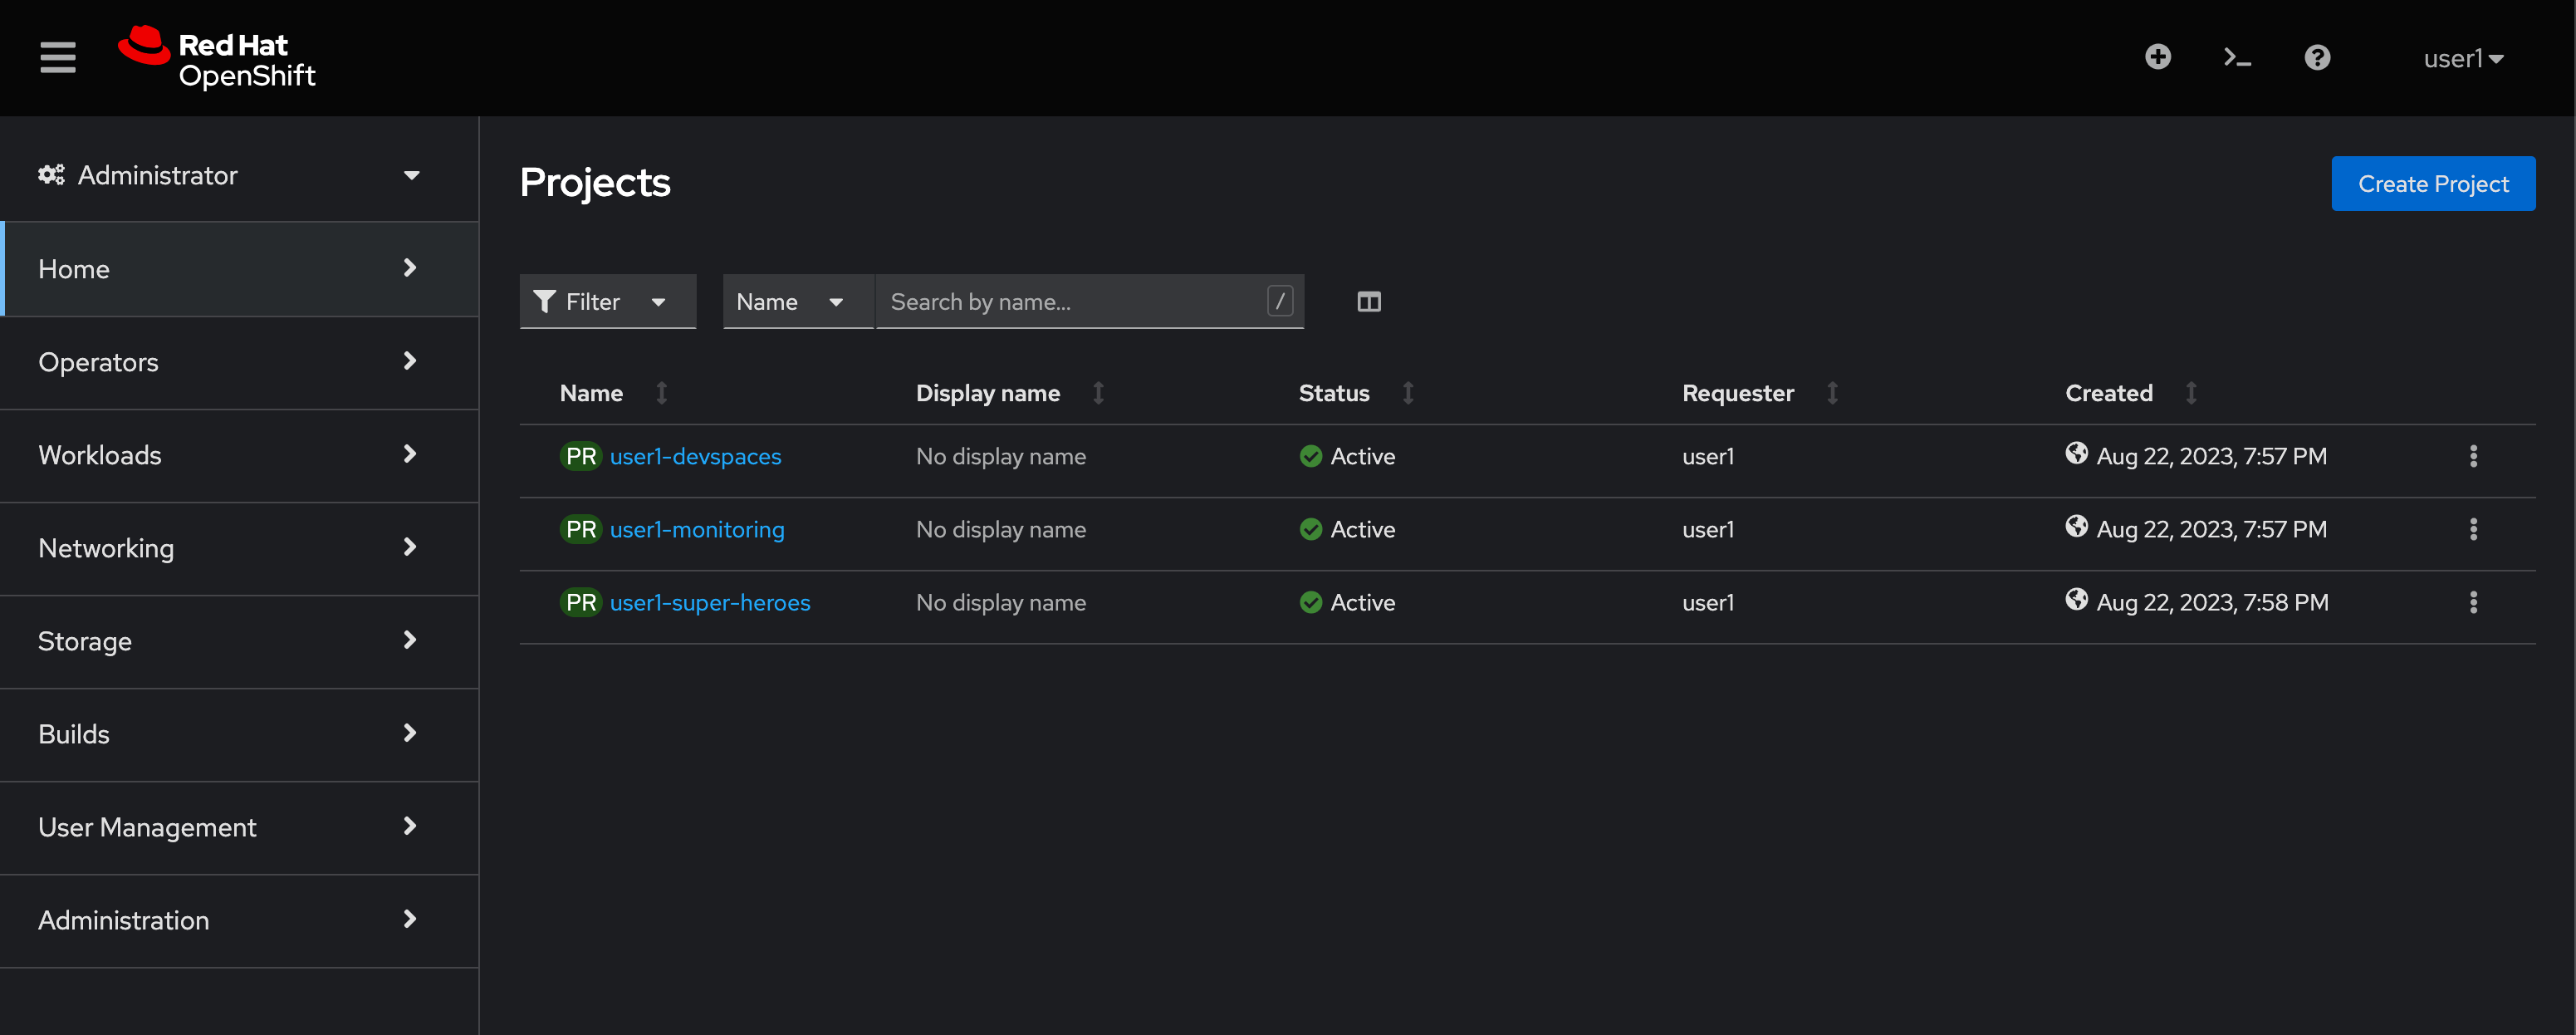 Red Hat
OpenShift
user1
Administrator
Home
Operators
Workloads
Networking
Storage
Builds
User Management
Administration
Projects
Create Project
Filter Name Search by name... /
Name Display name Status Requester Created
PR user1-devspaces No display name Active user1 Aug 22, 2023, 7:57 PM
PR user1-monitoring No display name Active user1 Aug 22, 2023, 7:57 PM
PR user1-super-heroes No display name Active user1 Aug 22, 2023, 7:58 PM